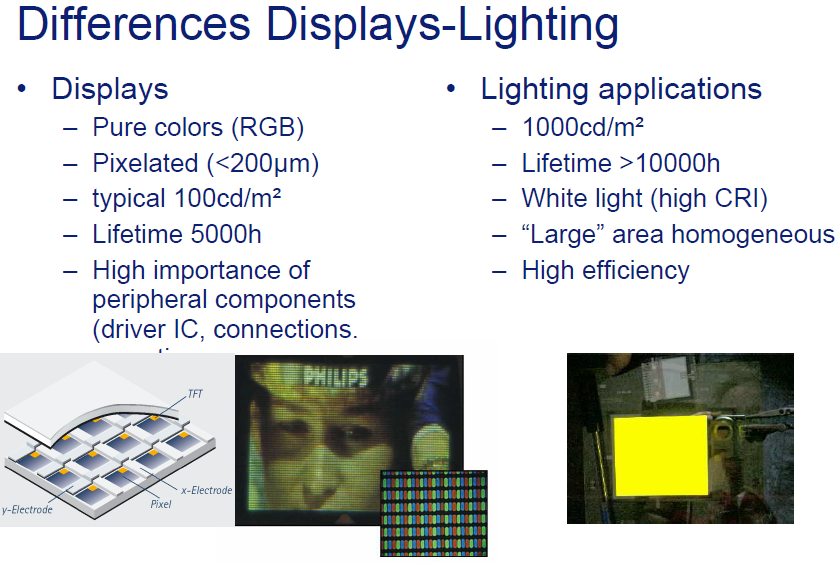 Differences Displays-Lighting
• Displays
– Pure colors (RGB)
– Pixelated (<200µm)
– typical 100cd/m²
– Lifetime 5000h
– High importance of
peripheral components
(driver IC, connections.
• Lighting applications
– 1000cd/m²
– Lifetime >10000h
– White light (high CRI)
– “Large” area homogeneous
– High efficiency
TFT
x-Electrode
Pixel
y-Electrode
PHILIPS